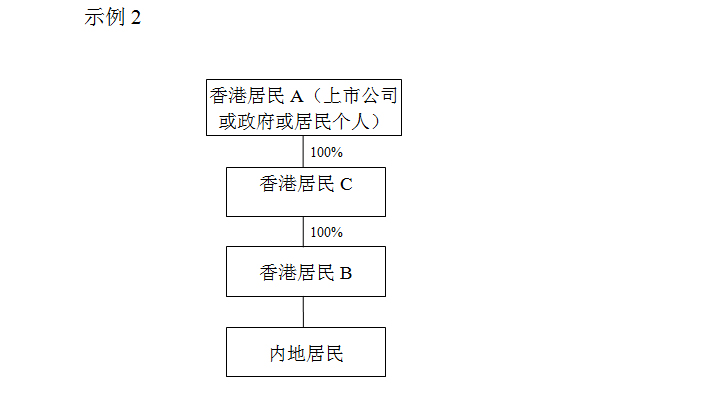 示例 2
香港居民 A（上市公司
或政府或居民个人）
100%
香港居民 C
100%
香港居民 B
内地居民